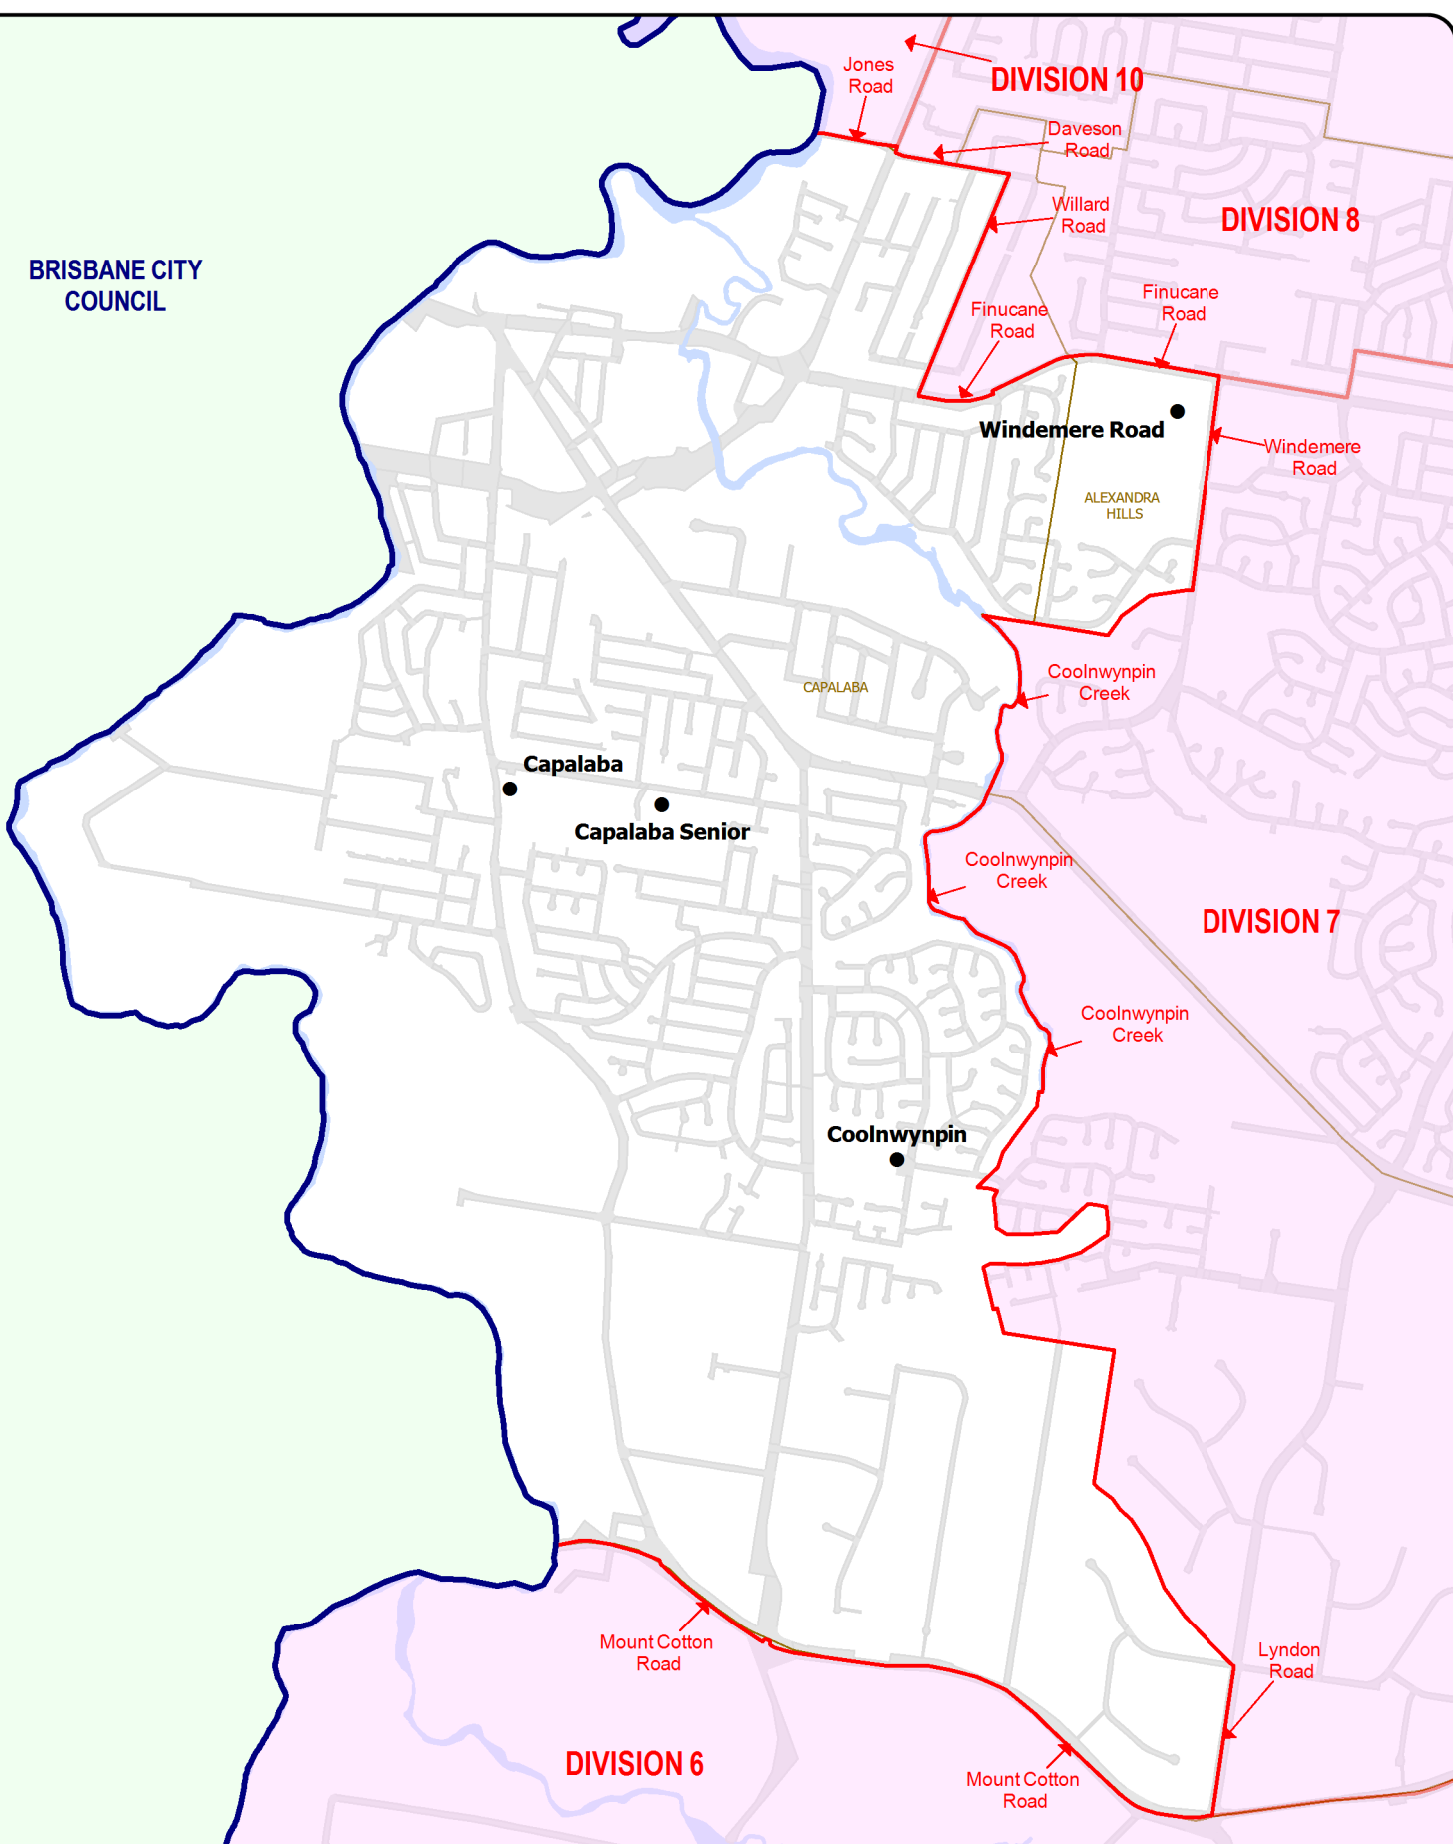 Jones
Road
DIVISION 10
Daveson
Road
Willard
Road
DIVISION 8
BRISBANE CITY
COUNCIL
Finucane
Road
Finucane
Road
Windemere Road
Windemere
Road
ALEXANDRA
HILLS
Coolnwynpin
Creek
CAPALABA
Capalaba
Capalaba Senior
Coolnwynpin
Creek
DIVISION 7
Coolnwynpin
Creek
Coolnwynpin
Mount Cotton
Road
Lyndon
Road
DIVISION 6
Mount Cotton
Road